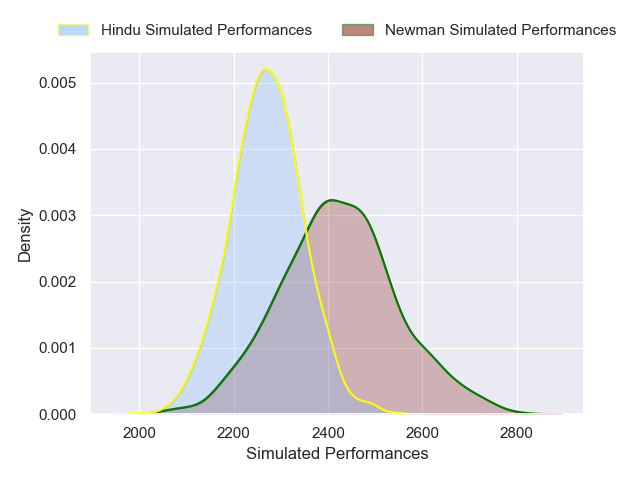 Hindu Simulated Performances Newman Simulated Performances
0.005
0.004
0.003
0.002
0.001
0.000
Density
2000 2200 2400 2600 2800
Simulated Performances